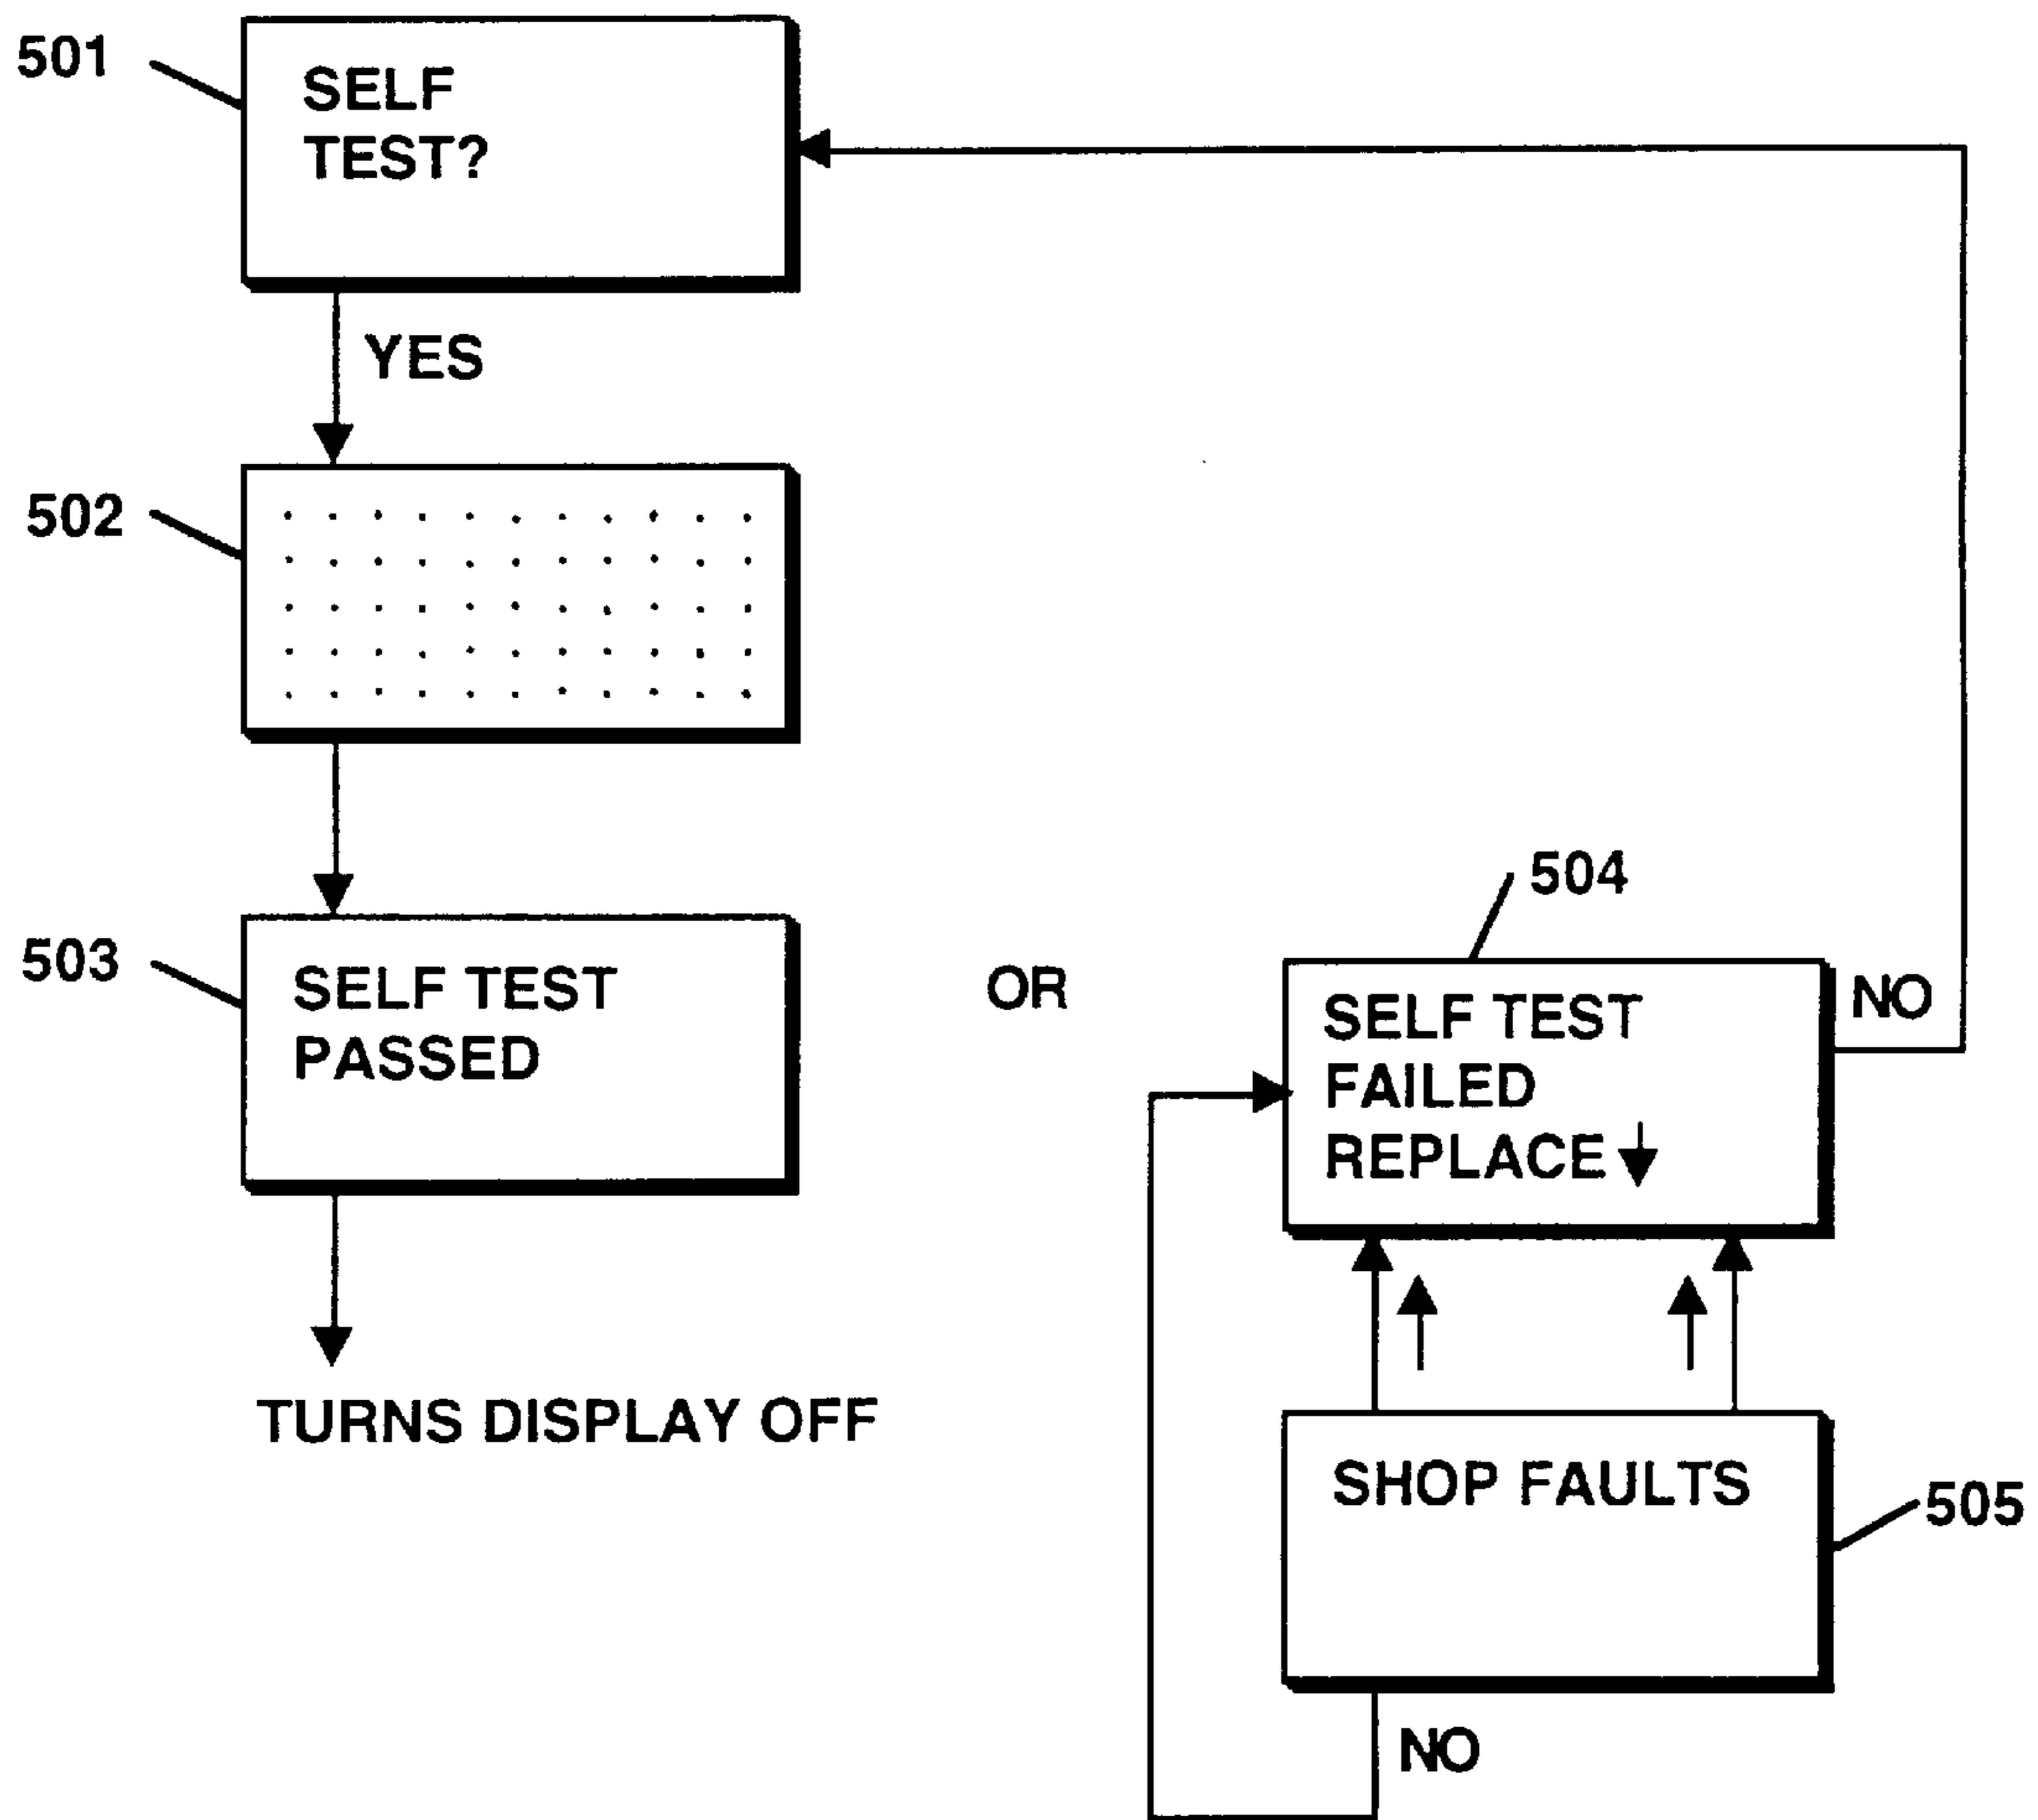 501
SELF
TEST?
YES
502
503
SELF TEST
PASSED
TURNS DISPLAY OFF
OR
504
SELF TEST
FAILED
REPLACE
NO
SHOP FAULTS
505
NO